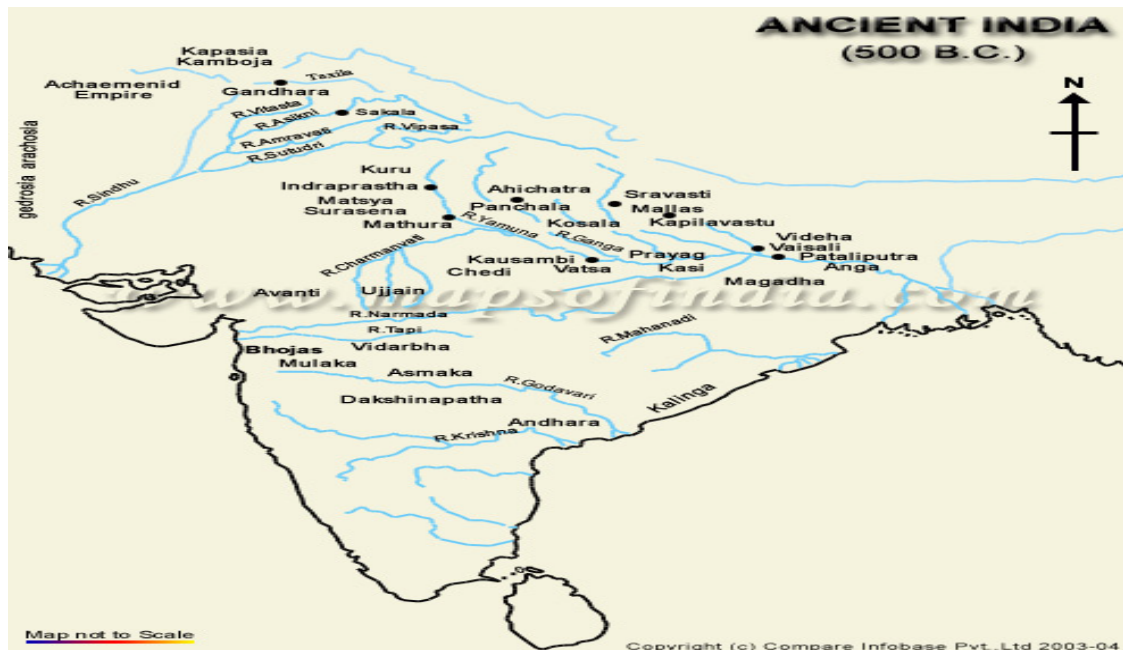 ANCIENT INDIA
(500 B.C.)
N
Kapasia
Kamboja
Achaemenid
Empire
Taxila
Gandhara
R.Vitasta
R.Asikni
Sakala
R.Amravati
R.Vipasa
R.Sutudri
gedrosia arachosia
R.Sindhu
Kuru
Indraprastha
Matsya
Surasena
Mathura
Ahichatra
Panchala
Sravasti
Mallas
Kapilavastu
Kosala
R.Yamuna
R.Ganga
Videha
Vaisali
Pataliputra
Anga
Prayag
Kasi
Magadha
Kausambi
Vatsa
R.Charmanvati
Chedi
Avanti
Ujjain
www.mapsofindia.com
R.Narmada
R.Tapi
R.Mahanadi
Bhojas
Vidarbha
Mulaka
Asmaka
R.Godavari
Kalinga
Dakshinapatha
Andhara
R.Krishna
Map not to Scale
Copyright (c) Compare Infobase Pvt.,Ltd 2003-04